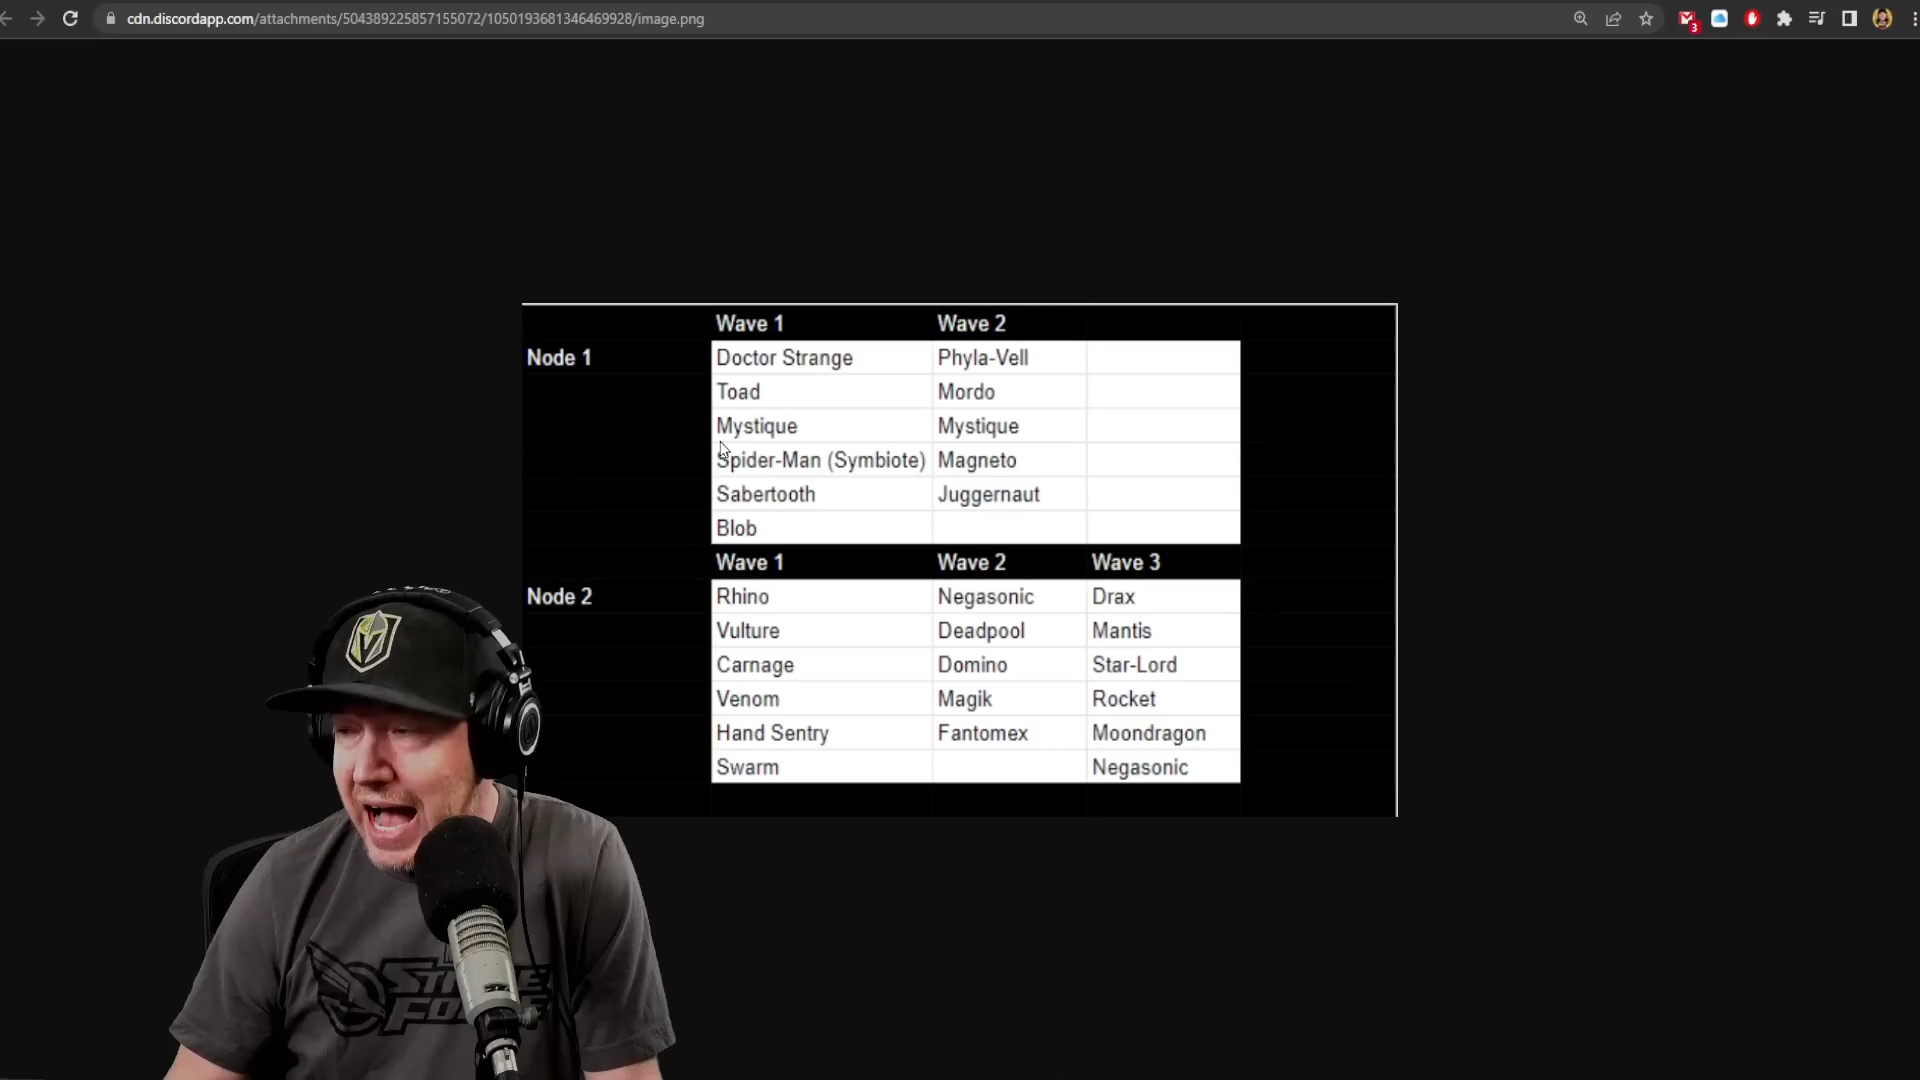 cdn.discordapp.com/attachments/504389225857155072/1050193681346469928/image.png
3
Wave 1 Wave 2
Node 1 Doctor Strange Phyla-Vell
Toad Mordo
Mystique Mystique
Spider-Man (Symbiote) Magneto
Sabertooth Juggernaut
Blob
Wave 1 Wave 2 Wave 3
Node 2 Rhino Negasonic Drax
Vulture Deadpool Mantis
Carnage Domino Star-Lord
Venom Magik Rocket
Hand Sentry Fantomex Moondragon
Swarm Negasonic